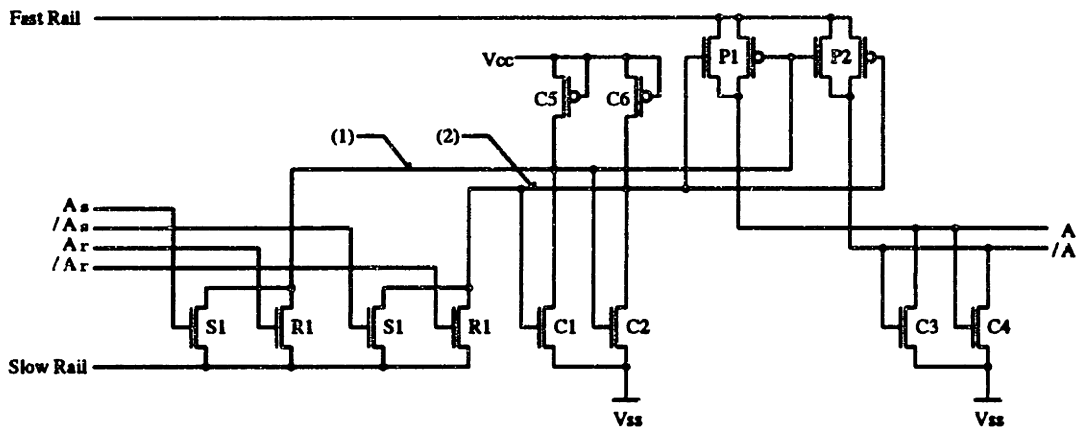 Fast Rail
P1
P2
Vcc
C5
C6
(1)
(2)
As
/As
Ar
/Ar
A
/A
S1
R1
S1
R1
C1
C2
C3
C4
Slow Rail
Vss
Vss